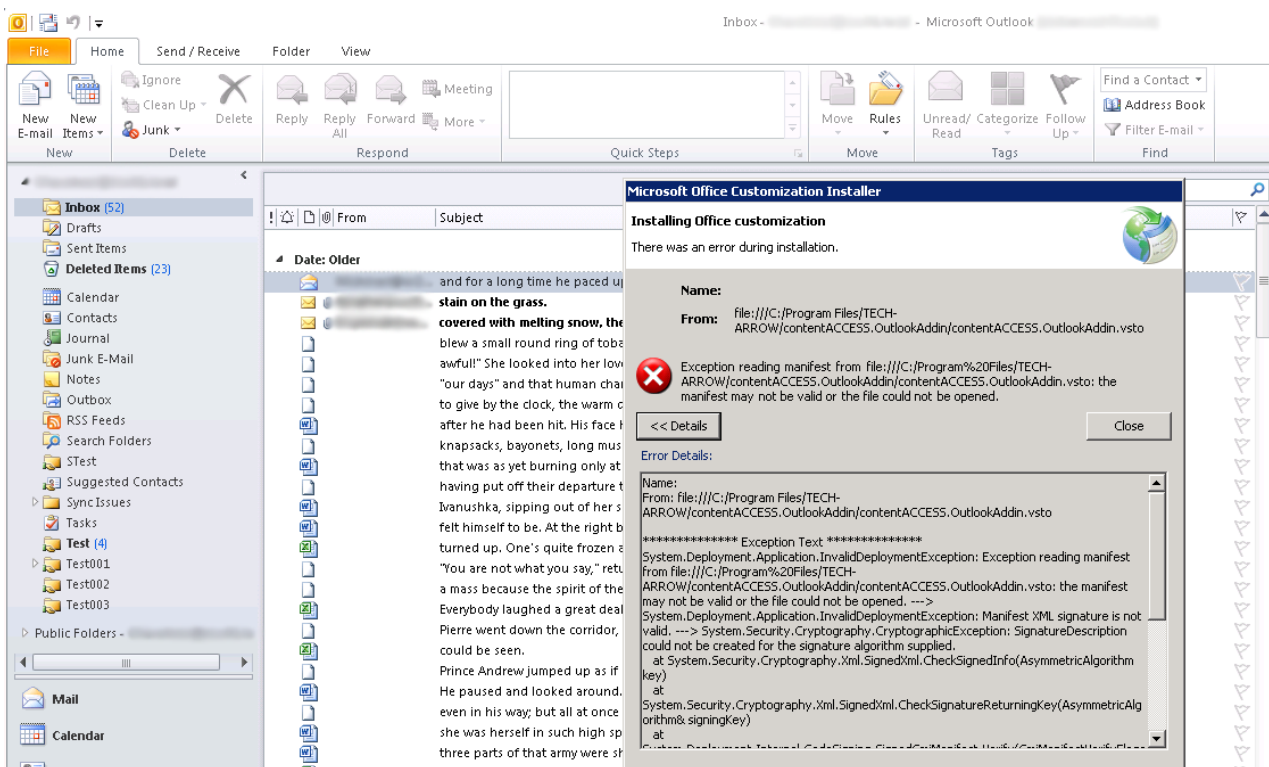 Inbox - - Microsoft Outlook
File Home Send / Receive Folder View
Ignore
Clean Up
Junk
Delete
New E-mail
New Items
Reply
Reply All
Forward
Meeting
More
Move
Rules
Unread/ Read
Categorize
Follow Up
Find a Contact
Address Book
Filter E-mail
New Delete Respond Quick Steps Move Tags Find
Inbox (52)
Drafts
Sent Items
Deleted Items (23)
Calendar
Contacts
Journal
Junk E-Mail
Notes
Outbox
RSS Feeds
Search Folders
STest
Suggested Contacts
Sync Issues
Tasks
Test (4)
Test001
Test002
Test003
Public Folders -
Mail
Calendar
! From Subject
Date: Older
and for a long time he paced
stain on the grass.
covered with melting snow, the
blew a small round ring of
awful!" She looked into her
"our days" and that human
to give by the clock, the warm
after he had been hit. His face
knapsacks, bayonets, long
that was as yet burning only at
having put off their departure
Ivanushka, sipping out of her
felt himself to be. At the right
turned up. One's quite frozen
"You are not what you say,"
a mass because the spirit of the
Everybody laughed a great
Pierre went down the corridor,
could be seen.
Prince Andrew jumped up as if
He paused and looked around.
even in his way; but all at once
she was herself in such high
three parts of that army were
Microsoft Office Customization Installer
Installing Office customization
There was an error during installation.
Name:
From: file:///C:/Program Files/TECH-
ARROW/contentACCESS.OutlookAddin/contentACCESS.OutlookAddin.vsto
Exception reading manifest from file:///C:/Program%20Files/TECH-
ARROW/contentACCESS.OutlookAddin/contentACCESS.OutlookAddin.vsto: the
manifest may not be valid or the file could not be opened.
<< Details Close
Error Details:
Name:
From: file:///C:/Program Files/TECH-
ARROW/contentACCESS.OutlookAddin/contentACCESS.OutlookAddin.vsto
************** Exception Text **************
System.Deployment.Application.InvalidDeploymentException: Exception reading manifest
from file:///C:/Program%20Files/TECH-
ARROW/contentACCESS.OutlookAddin/contentACCESS.OutlookAddin.vsto: the manifest
may not be valid or the file could not be opened. --->
System.Deployment.Application.InvalidDeploymentException: Manifest XML signature is not
valid. ---> System.Security.Cryptography.CryptographicException: SignatureDescription
could not be created for the signature algorithm supplied.
at System.Security.Cryptography.Xml.SignedXml.CheckSignedInfo(AsymmetricAlgorithm
key)
at
System.Security.Cryptography.Xml.SignedXml.CheckSignatureReturningKey(AsymmetricAlg
orithm& signingKey)
at